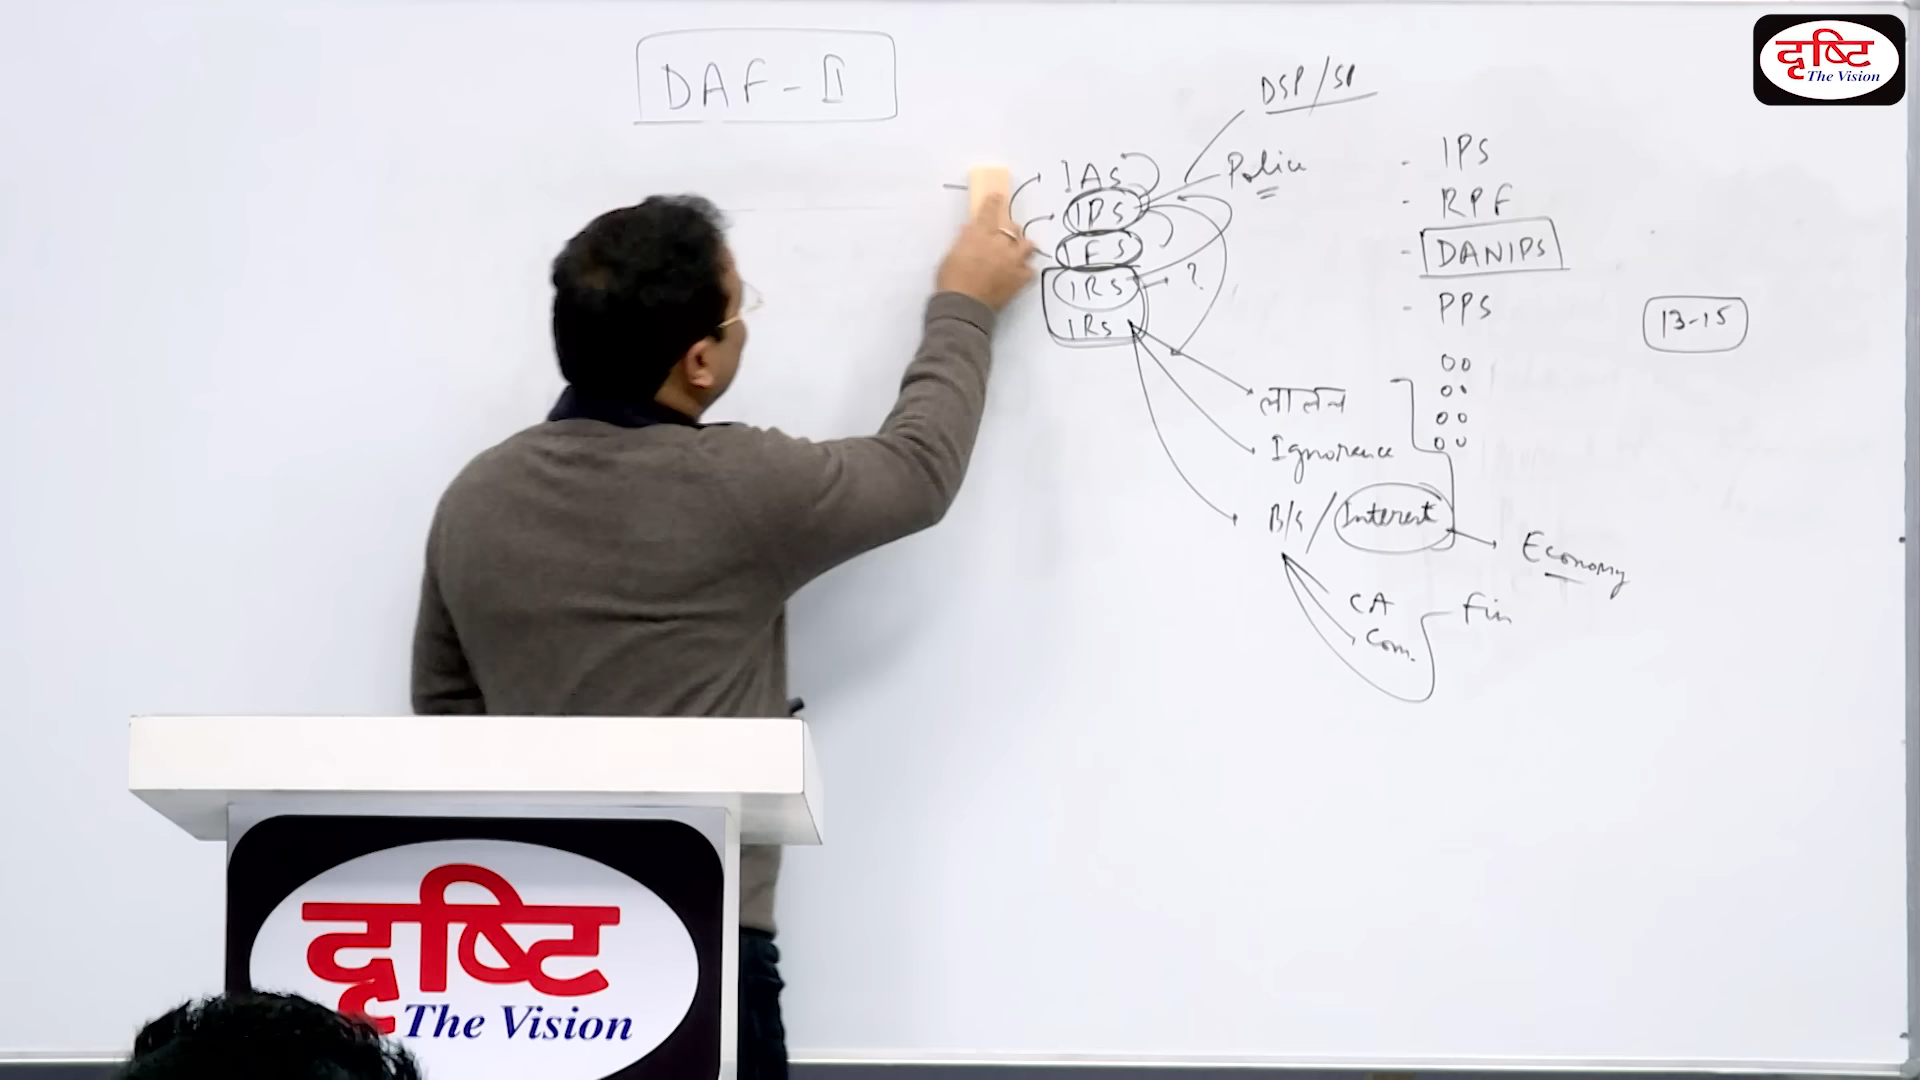 DAF-II
दृष्टि
The Vision
DSP/SP
IAS
Police
IPS
IFS
IRS
?
IRS
- IPS
- RPF
- DANIPS
- PPS
13-15
लालच
Ignorance
B/G / Interest
Economy
CA
Com.
Fin
दृष्टि
The Vision